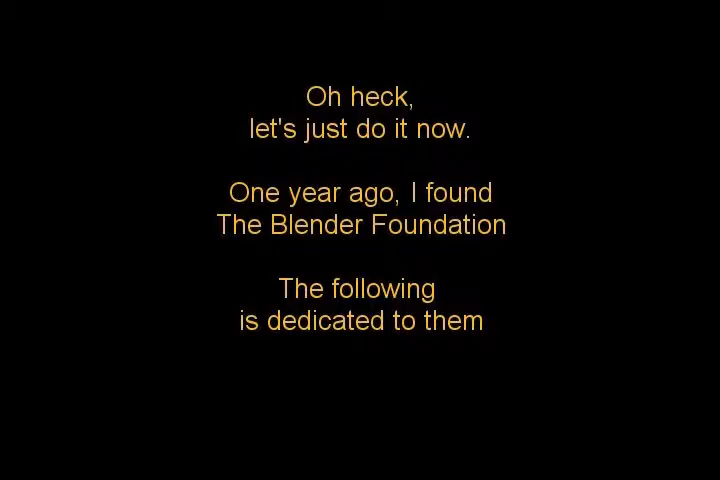 Oh heck,
let's just do it now.
One year ago, I found
The Blender Foundation
The following
is dedicated to them